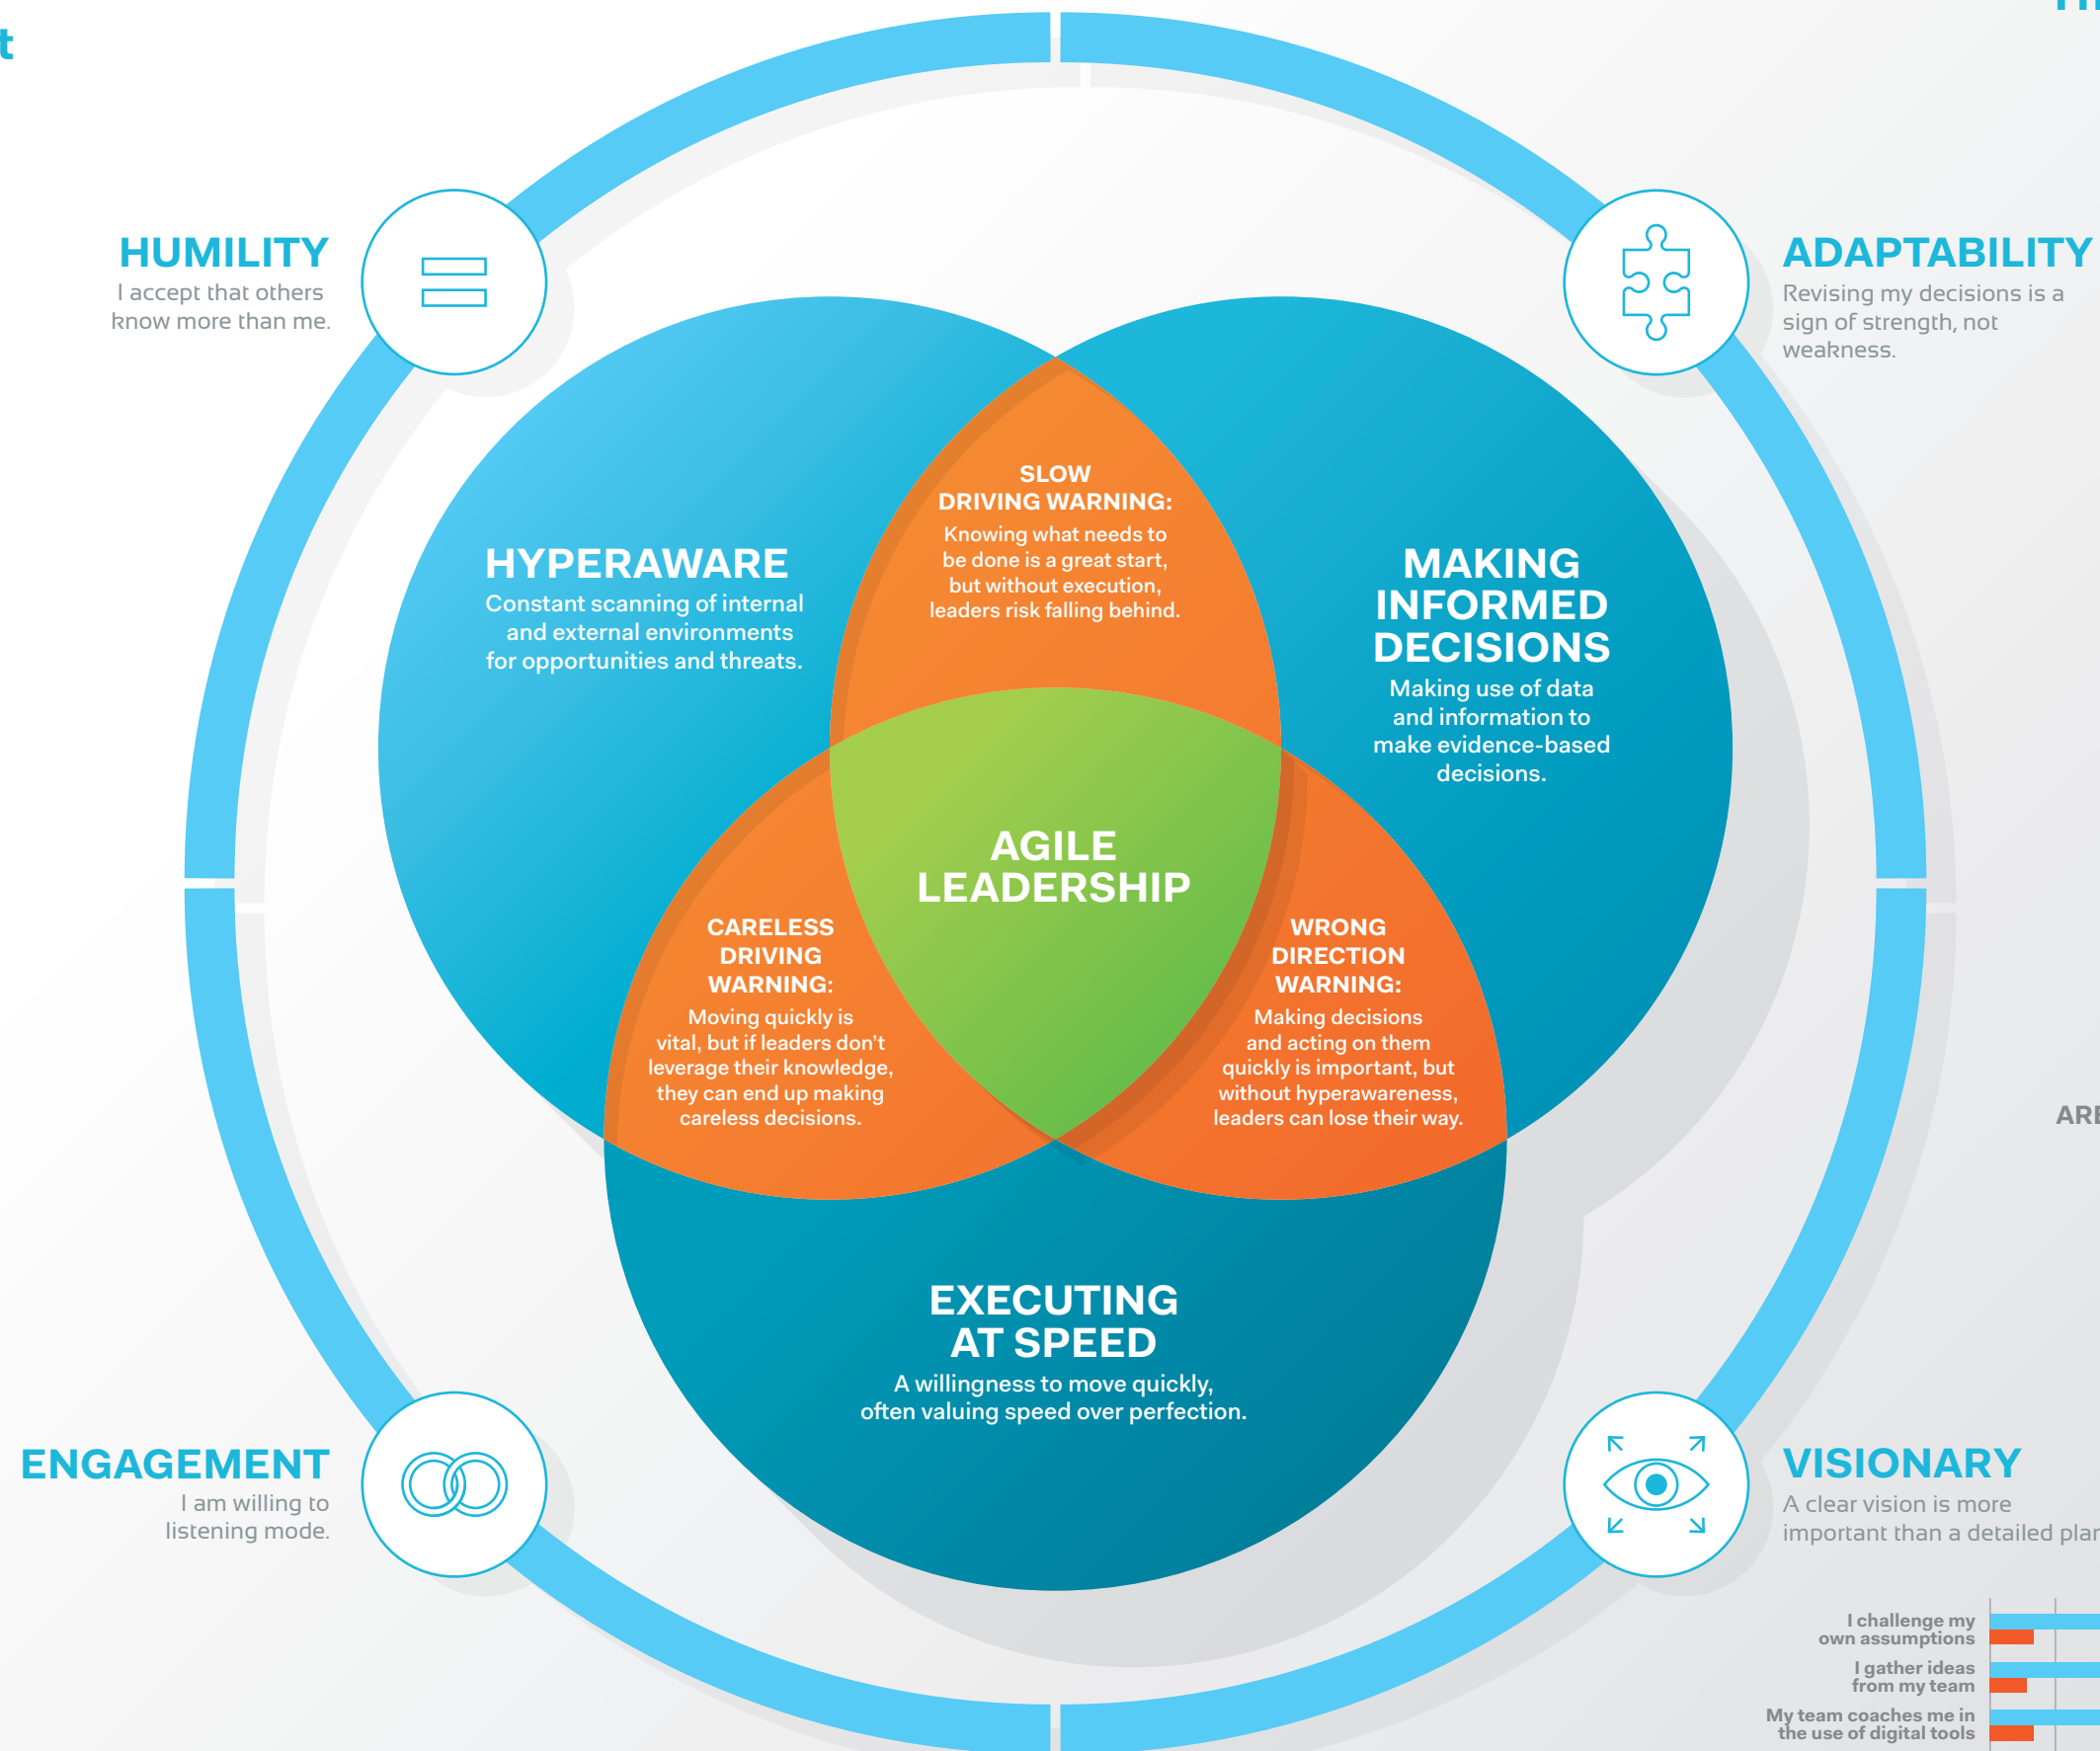 HUMILITY
I accept that others
know more than me.
ADAPTABILITY
Revising my decisions is a
sign of strength, not
weakness.
SLOW
DRIVING WARNING:
Knowing what needs to
be done is a great start,
but without execution,
leaders risk falling behind.
HYPERAWARE
Constant scanning of internal
and external environments
for opportunities and threats.
MAKING
INFORMED
DECISIONS
Making use of data
and information to
make evidence-based
decisions.
AGILE
LEADERSHIP
CARELESS
DRIVING
WARNING:
Moving quickly is
vital, but if leaders don’t
leverage their knowledge,
they can end up making
careless decisions.
WRONG
DIRECTION
WARNING:
Making decisions
and acting on them
quickly is important, but
without hyperawareness,
leaders can lose their way.
EXECUTING
AT SPEED
A willingness to move quickly,
often valuing speed over perfection.
ENGAGEMENT
I am willing to
listening mode.
VISIONARY
A clear vision is more
important than a detailed
I challenge my
own assumptions
I gather ideas
from my team
My team coaches me in
the use of digital tools